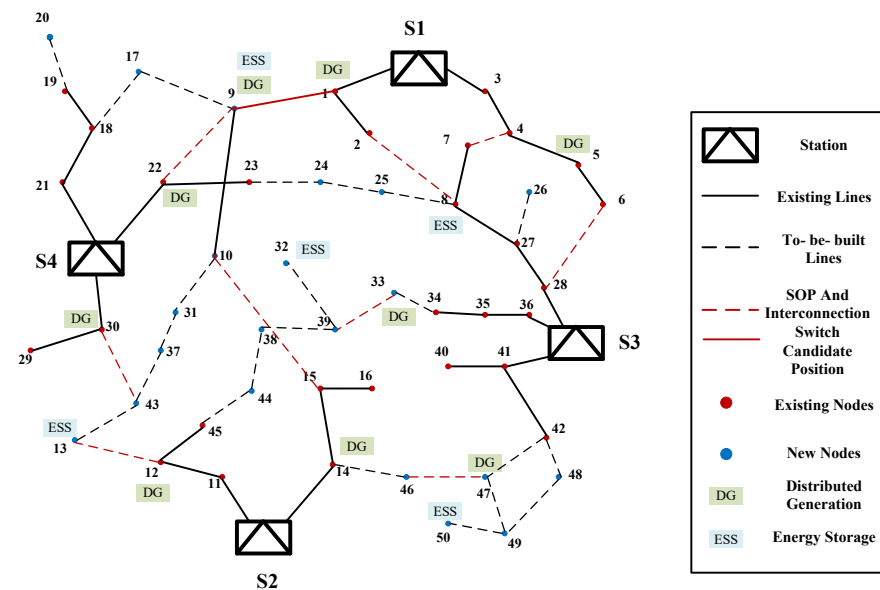 20
S1
17
ESS
DG
DG
3
19
9
1
4
DG
18
2
7
5
22
23
24
25
26
21
DG
8
6
ESS
27
S4
10
32
ESS
33
28
DG
30
31
34
35
36
DG
39
S3
38
29
37
40
41
15
16
43
44
ESS
13
45
42
12
DG
DG
48
DG
11
14
46
47
ESS
50
49
S2
Station
Existing Lines
To- be- built
Lines
SOP And
Interconnection
Switch
Candidate
Position
Existing Nodes
New Nodes
DG
Distributed
Generation
ESS
Energy Storage